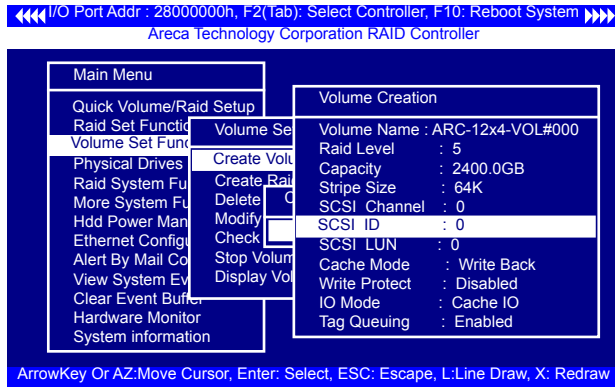 I/O Port Addr : 28000000h, F2(Tab): Select Controller, F10: Reboot System
Areca Technology Corporation RAID Controller
Main Menu
Quick Volume/Raid Setup
Raid Set Functio
Volume Set Func
Physical Drives
Raid System Fu
More System Fu
Hdd Power Man
Ethernet Configu
Alert By Mail Co
View System Ev
Clear Event Buffer
Hardware Monitor
System information
Volume Se
Create Volu
Create Raid
Delete
Modify
Check
Stop Volum
Display Vol
C
Volume Creation
Volume Name : ARC-12x4-VOL#000
Raid Level : 5
Capacity : 2400.0GB
Stripe Size : 64K
SCSI Channel : 0
SCSI ID : 0
SCSI LUN : 0
Cache Mode : Write Back
Write Protect : Disabled
IO Mode : Cache IO
Tag Queuing : Enabled
ArrowKey Or AZ:Move Cursor, Enter: Select, ESC: Escape, L:Line Draw, X: Redraw